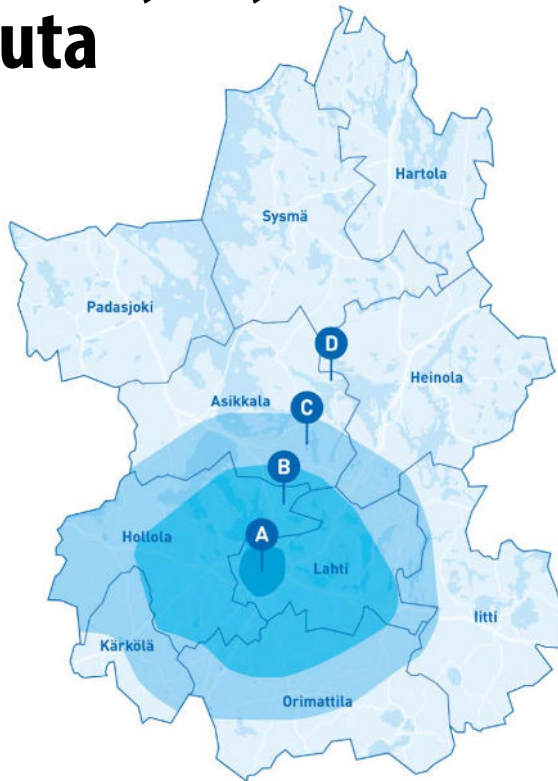 uta
Hartola
Sysmä
Padasjoki
D
Heinola
Asikkala
C
B
Hollola
A
Lahti
Iitti
Kärkölä
Orimattila